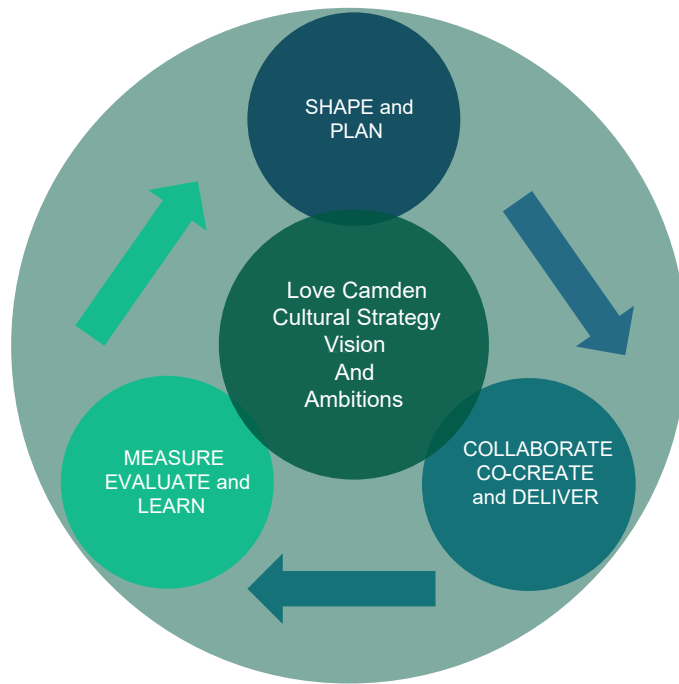 SHAPE and
PLAN
Love Camden
Cultural Strategy
Vision
And
Ambitions
COLLABORATE
CO-CREATE
and DELIVER
MEASURE
EVALUATE and
LEARN